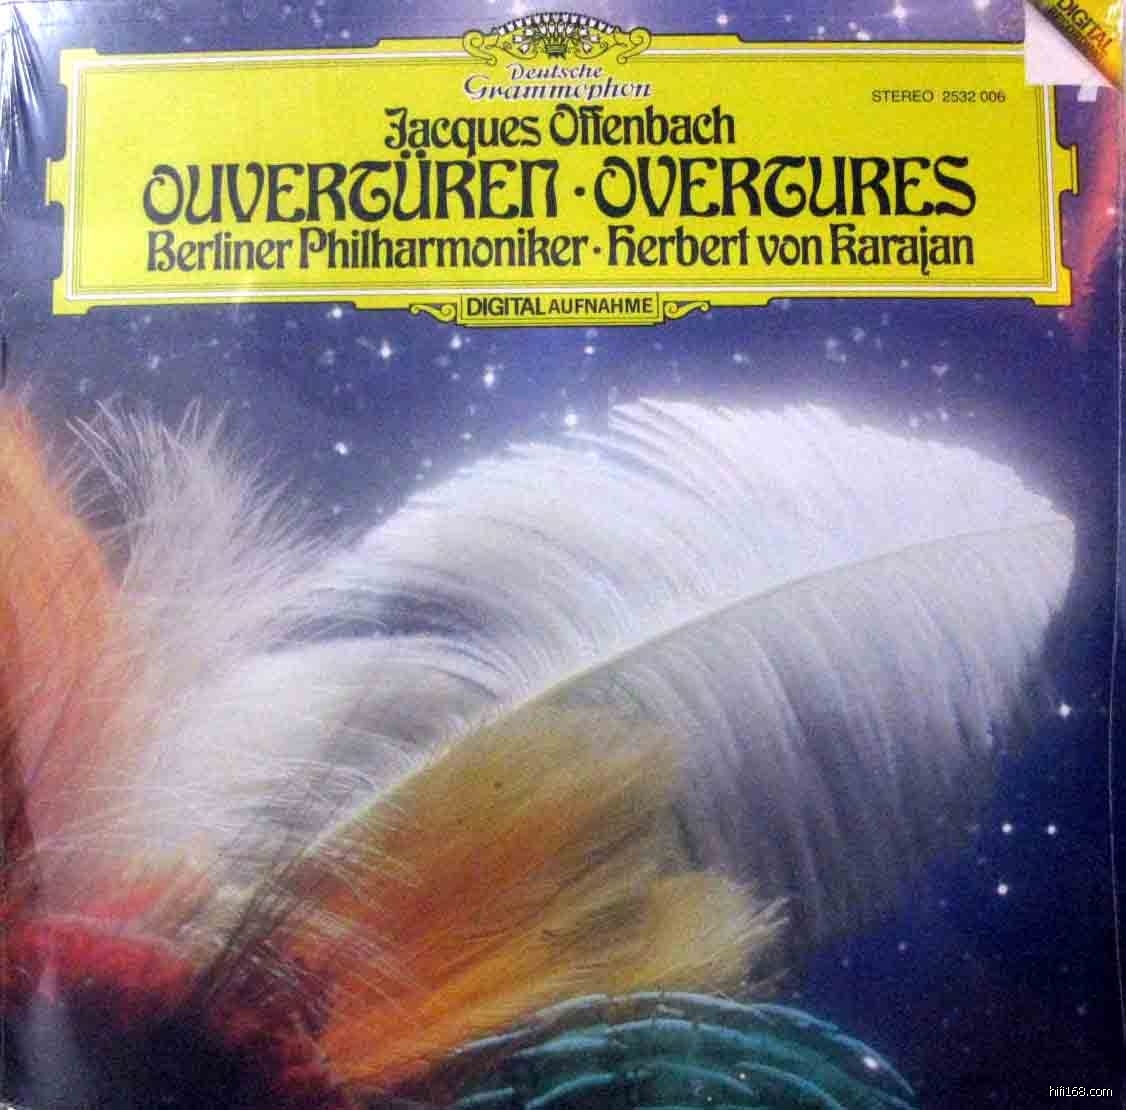 DIGITAL
Deutsche
Grammophon
STEREO 2532 006
Jacques Offenbach
OUVERTÜREN · OVERTURES
Berliner Philharmoniker · Herbert von Karajan
DIGITAL AUFNAHME
hifi168.com